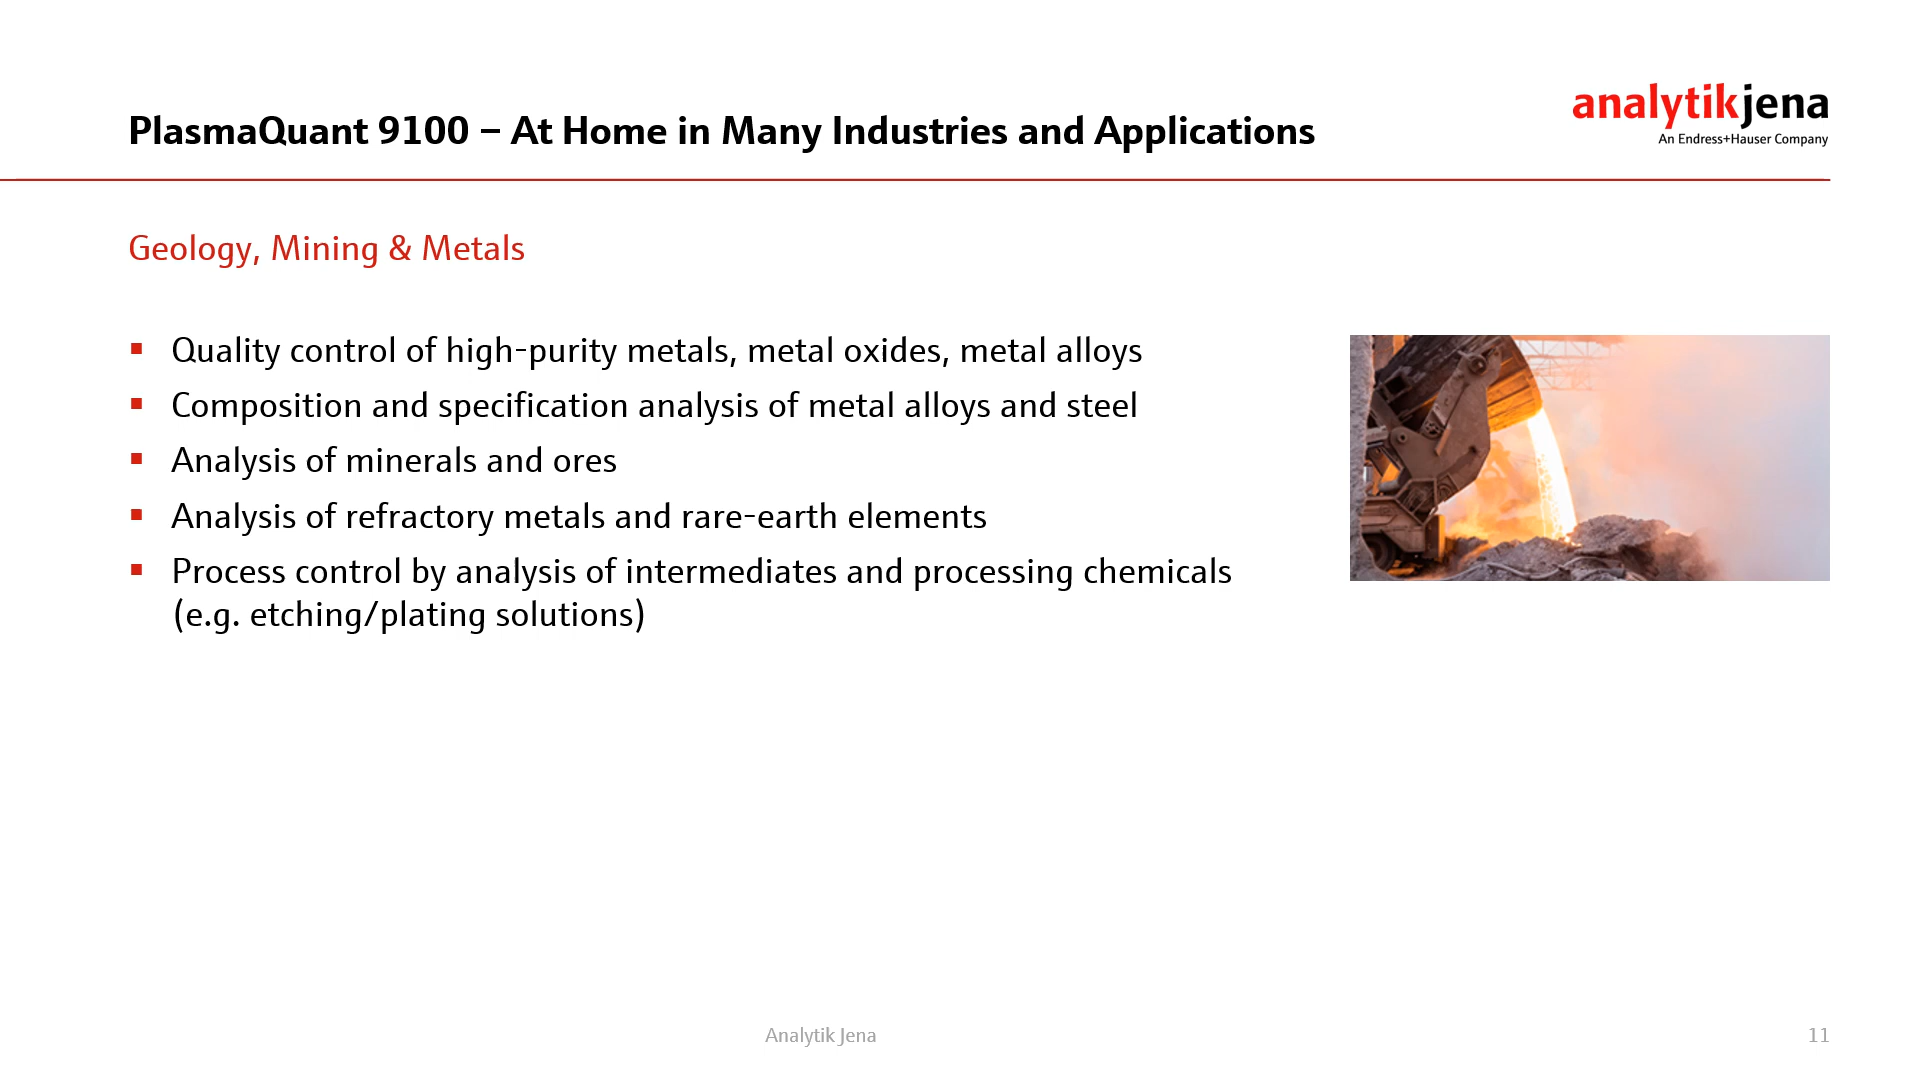 PlasmaQuant 9100 – At Home in Many Industries and Applications
analytikjena
An Endress+Hauser Company
Geology, Mining & Metals
▪ Quality control of high-purity metals, metal oxides, metal alloys
▪ Composition and specification analysis of metal alloys and steel
▪ Analysis of minerals and ores
▪ Analysis of refractory metals and rare-earth elements
▪ Process control by analysis of intermediates and processing chemicals
(e.g. etching/plating solutions)
Analytik Jena
11